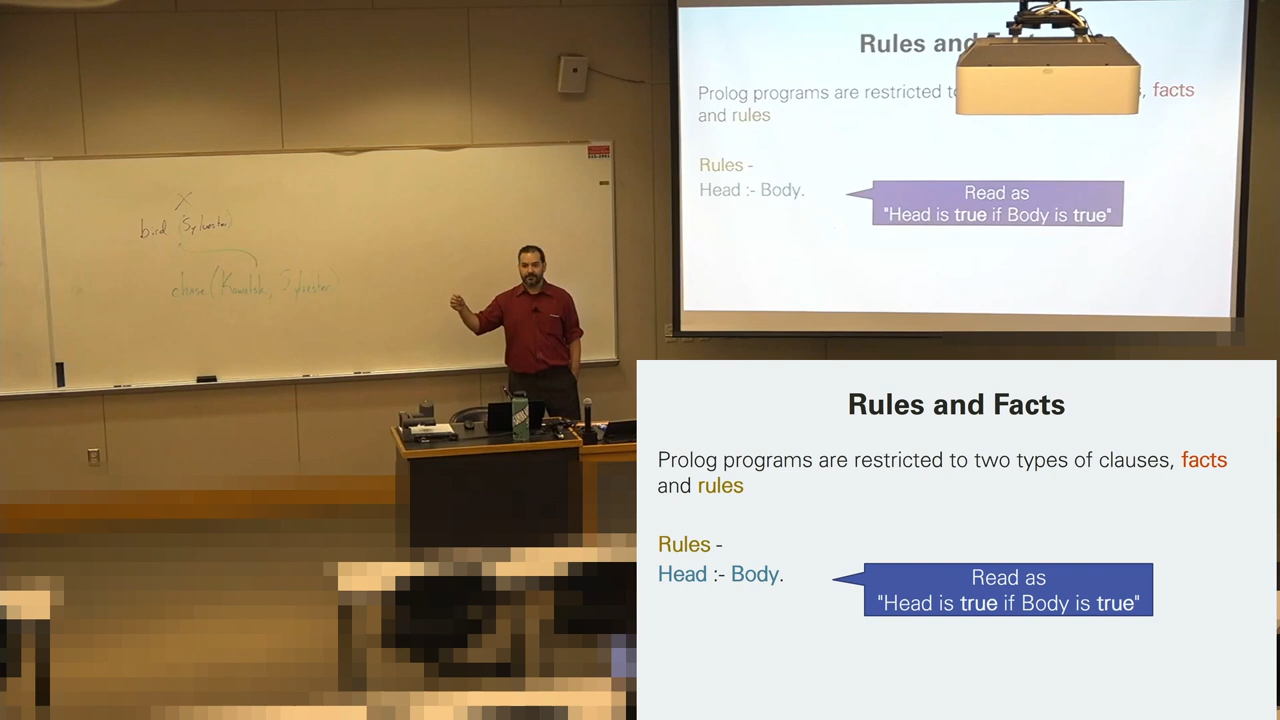 X
bird (Sylvester)
chase(Kowalski, Sylvester)
Rules and
Prolog programs are restricted to , facts
and rules
Rules -
Head :- Body.
Read as
"Head is true if Body is true"
Rules and Facts
Prolog programs are restricted to two types of clauses, facts
and rules
Rules -
Head :- Body.
Read as
"Head is true if Body is true"